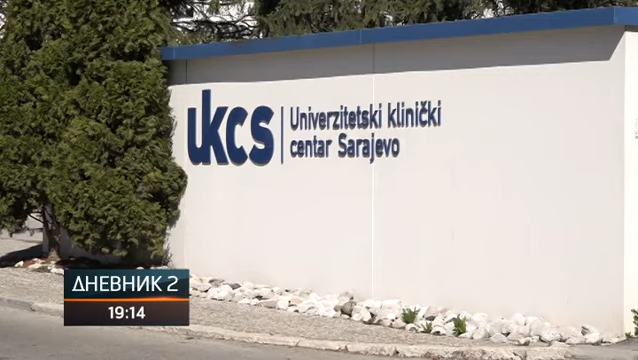 ukcs
Univerzitetski klinički
centar Sarajevo
ДНЕВНИК 2
19:14